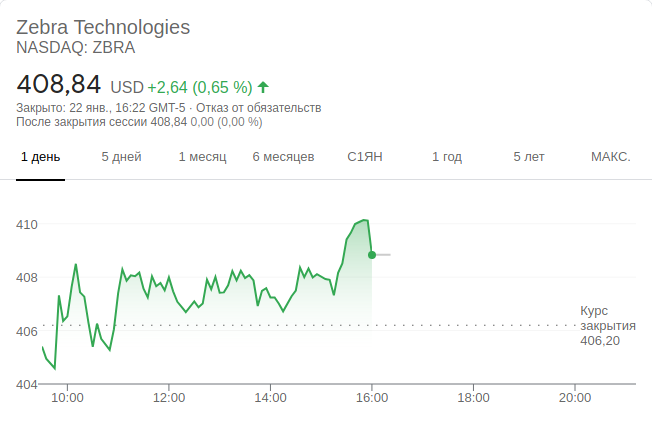 Zebra Technologies
NASDAQ: ZBRA
408,84 USD +2,64 (0,65 %)
Закрыто: 22 янв., 16:22 GMT-5 · Отказ от обязательств
После закрытия сессии 408,84 0,00 (0,00 %)
1 день 5 дней 1 месяц 6 месяцев С1ЯН 1 год 5 лет МАКС.
410
408
406
404
Курс
закрытия
406,20
10:00 12:00 14:00 16:00 18:00 20:00